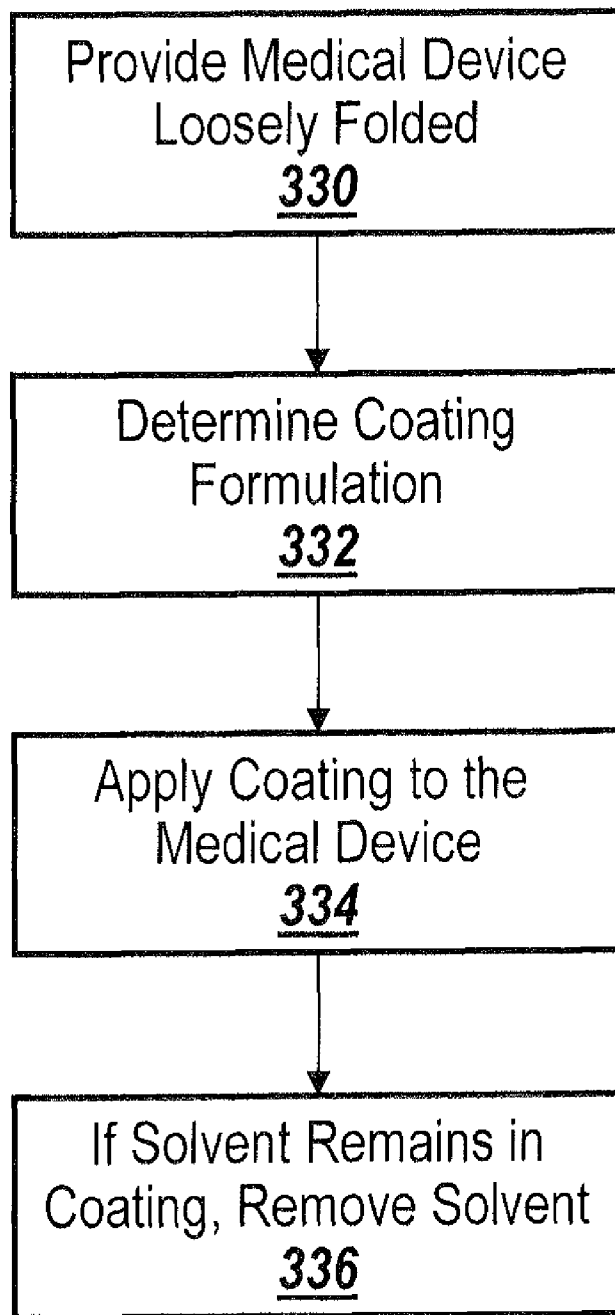 Provide Medical Device
Loosely Folded
330
Determine Coating
Formulation
332
Apply Coating to the
Medical Device
334
If Solvent Remains in
Coating, Remove Solvent
336